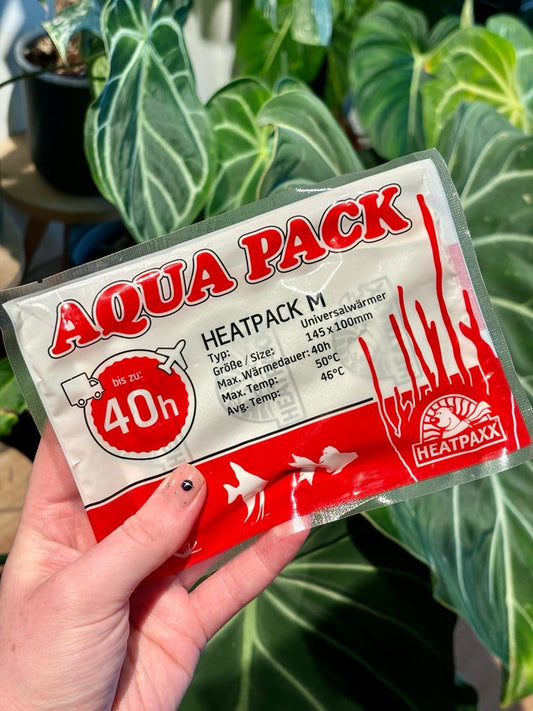 AQUA PACK
HEATPACK M
Typ: Universalwärmer
Größe / Size: 145 x 100mm
Max. Wärmedauer: 40h
Max. Temp: 50°C
Avg. Temp: 46°C
bis zu:
40h
HEATPAXX